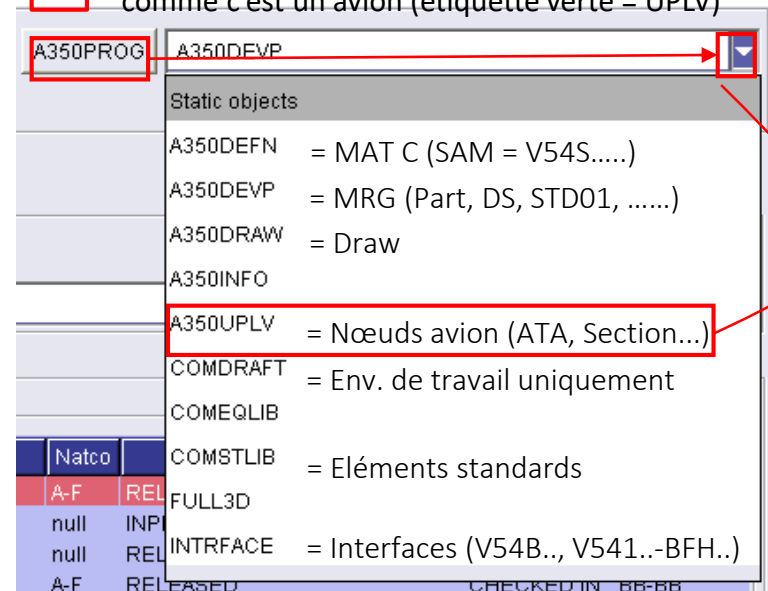 comme c'est un avion (étiquette verte = UPLV)
A350PROG A350DEVP
Static objects
A350DEFN = MAT C (SAM = V54S.....)
A350DEVP = MRG (Part, DS, STD01, ......)
A350DRAW = Draw
A350INFO
A350UPLV = Nœuds avion (ATA, Section...)
COMDRAFT = Env. de travail uniquement
COMEQLIB
Natco COMSTLIB = Eléments standards
A-F REL FULL3D
null INP
null REL INTRFACE = Interfaces (V54B.., V541..-BFH..)
A-F RELEASED CHECKED IN BB-BB